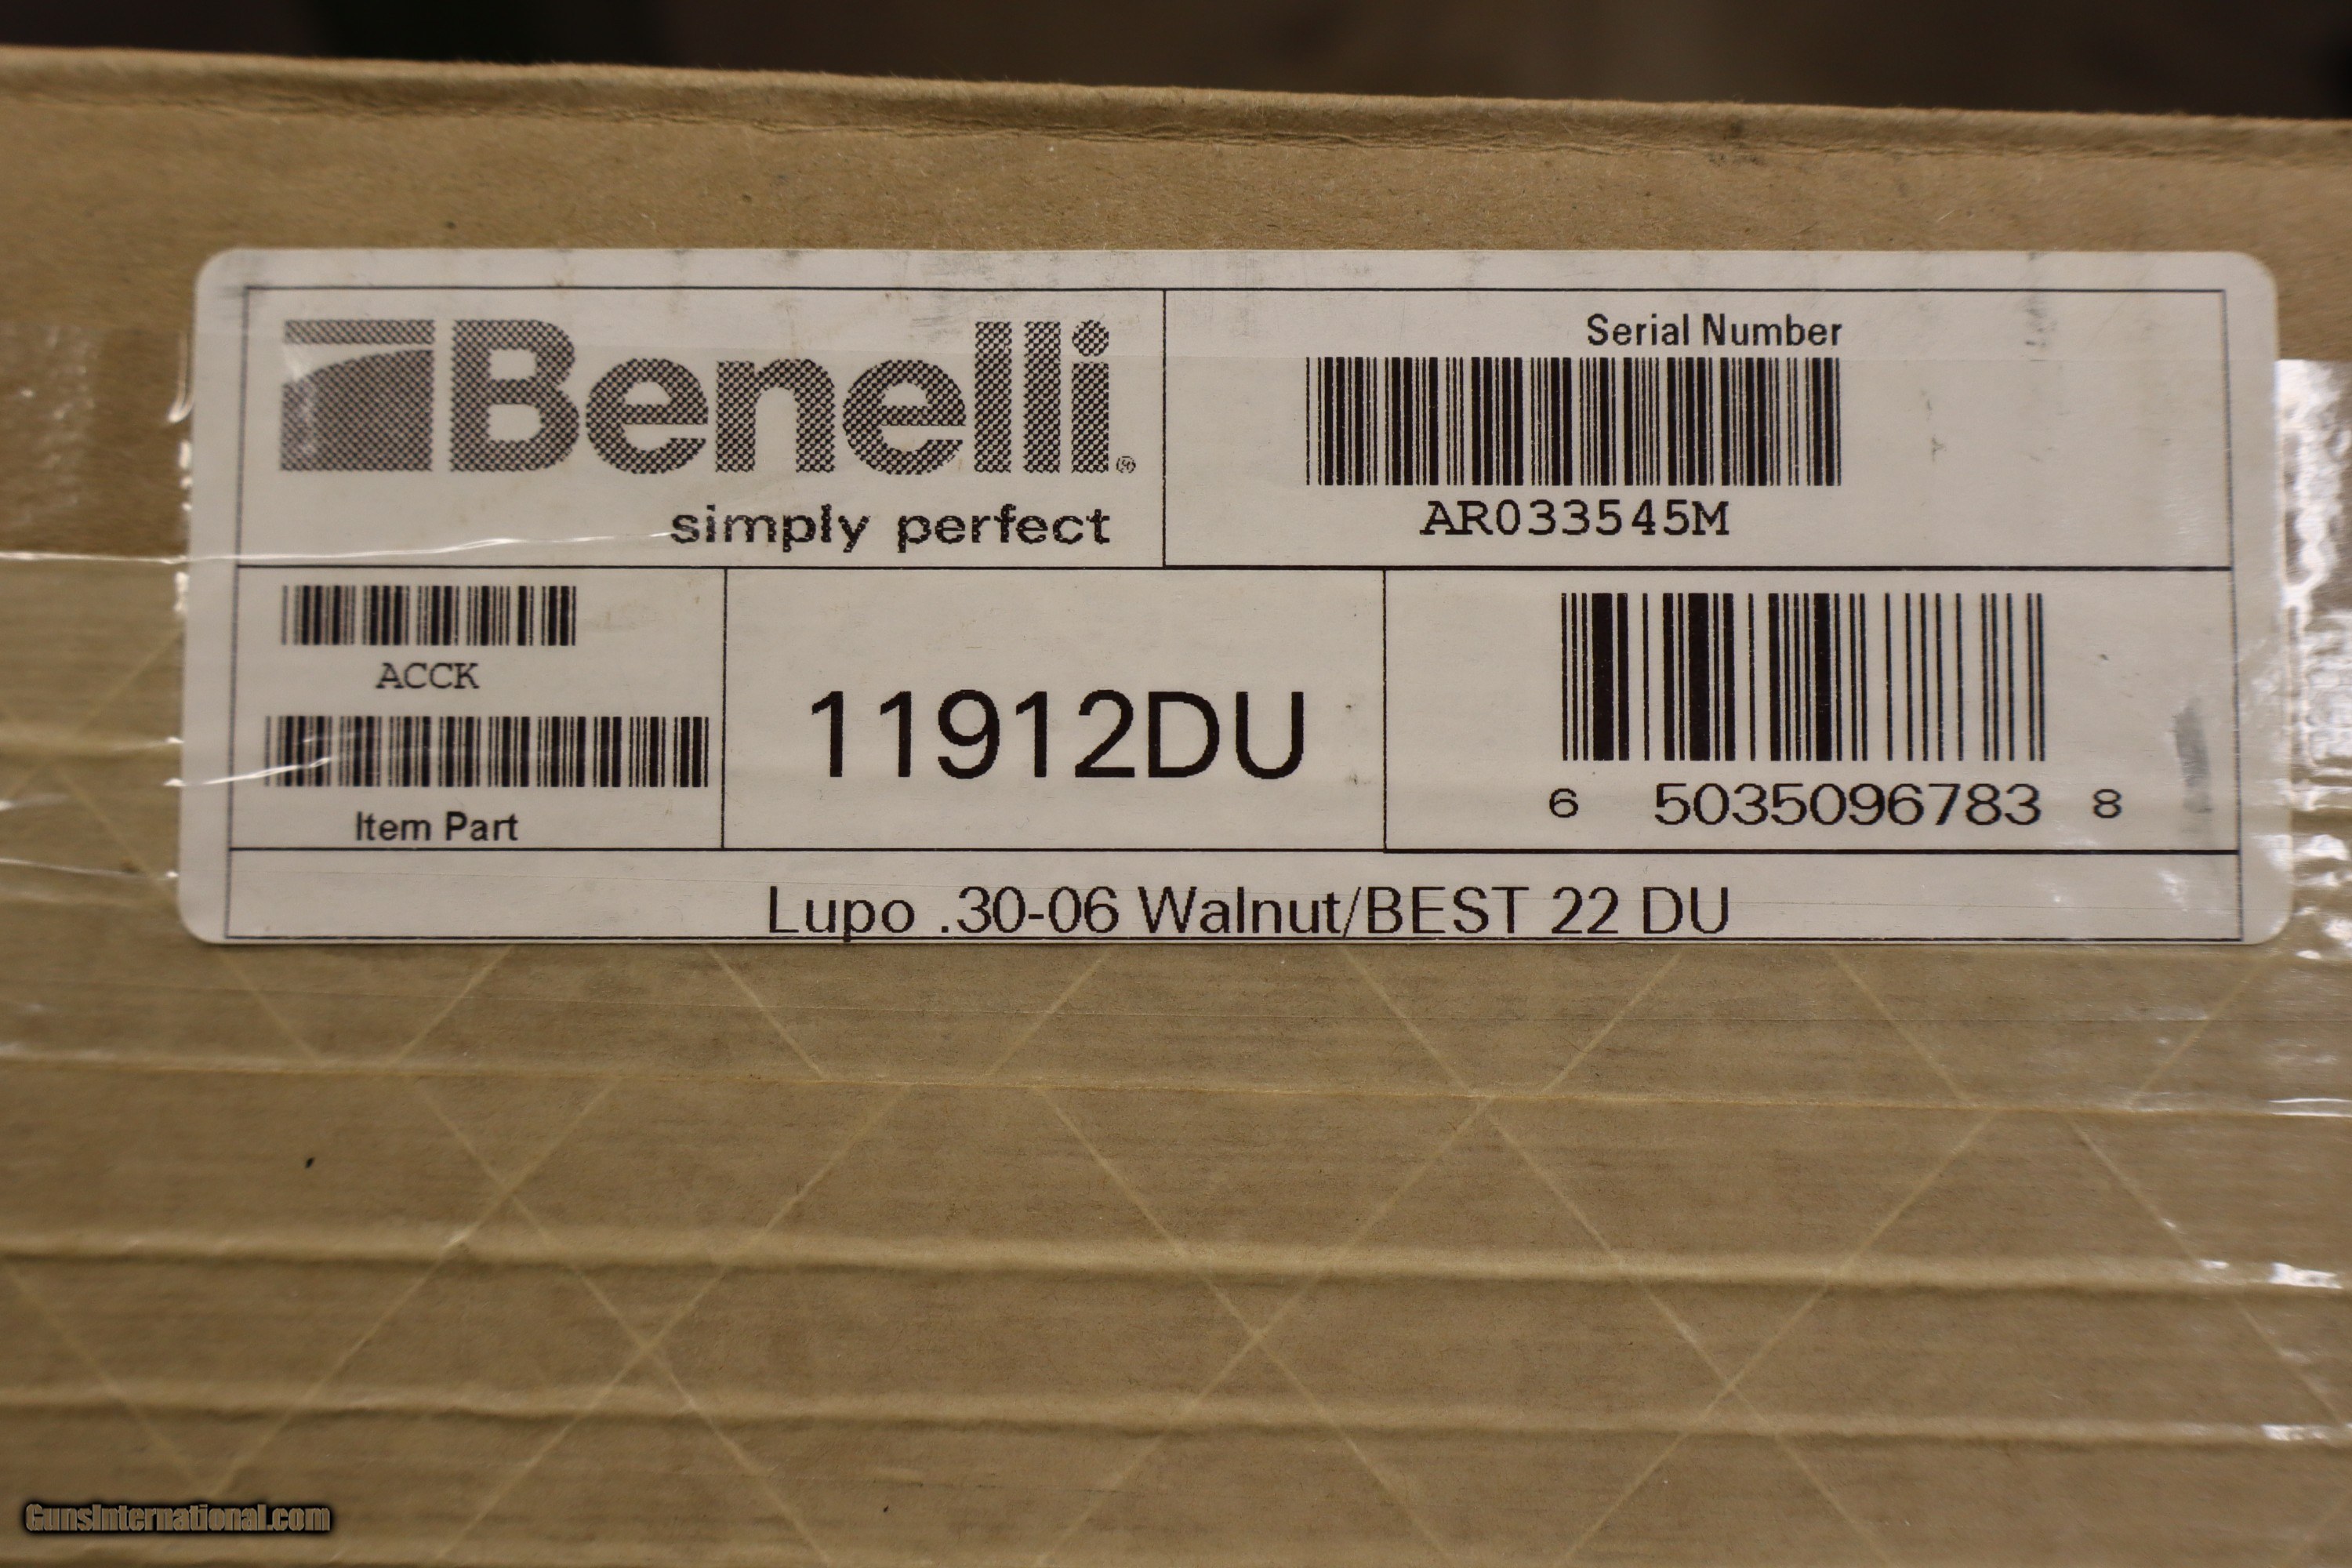 Benelli®
simply perfect
Serial Number
AR033545M
ACCK
Item Part
11912DU
6 5035096783 8
Lupo .30-06 Walnut/BEST 22 DU
GunsInternational.com